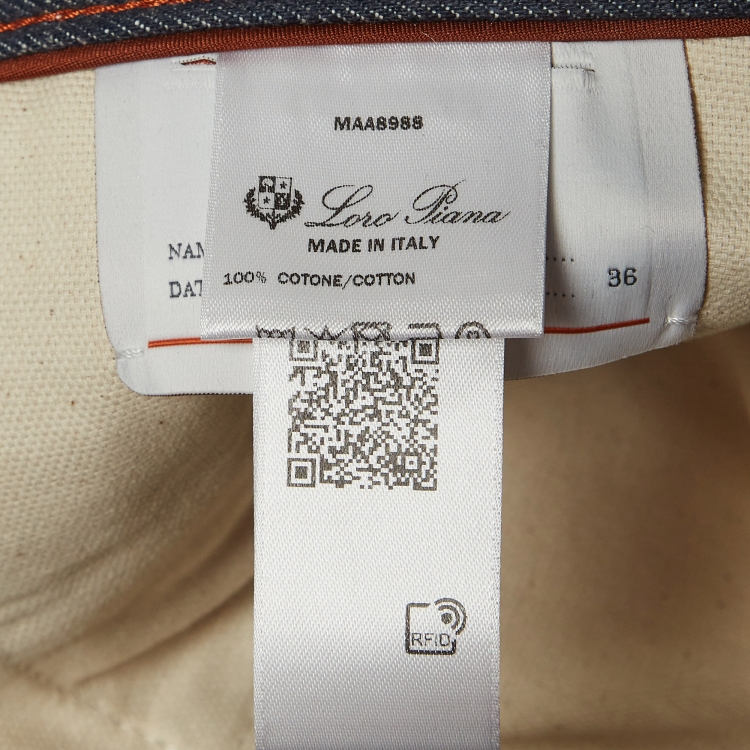 MAA8988
Loro Piana
MADE IN ITALY
100% COTONE/COTTON
36
RFID